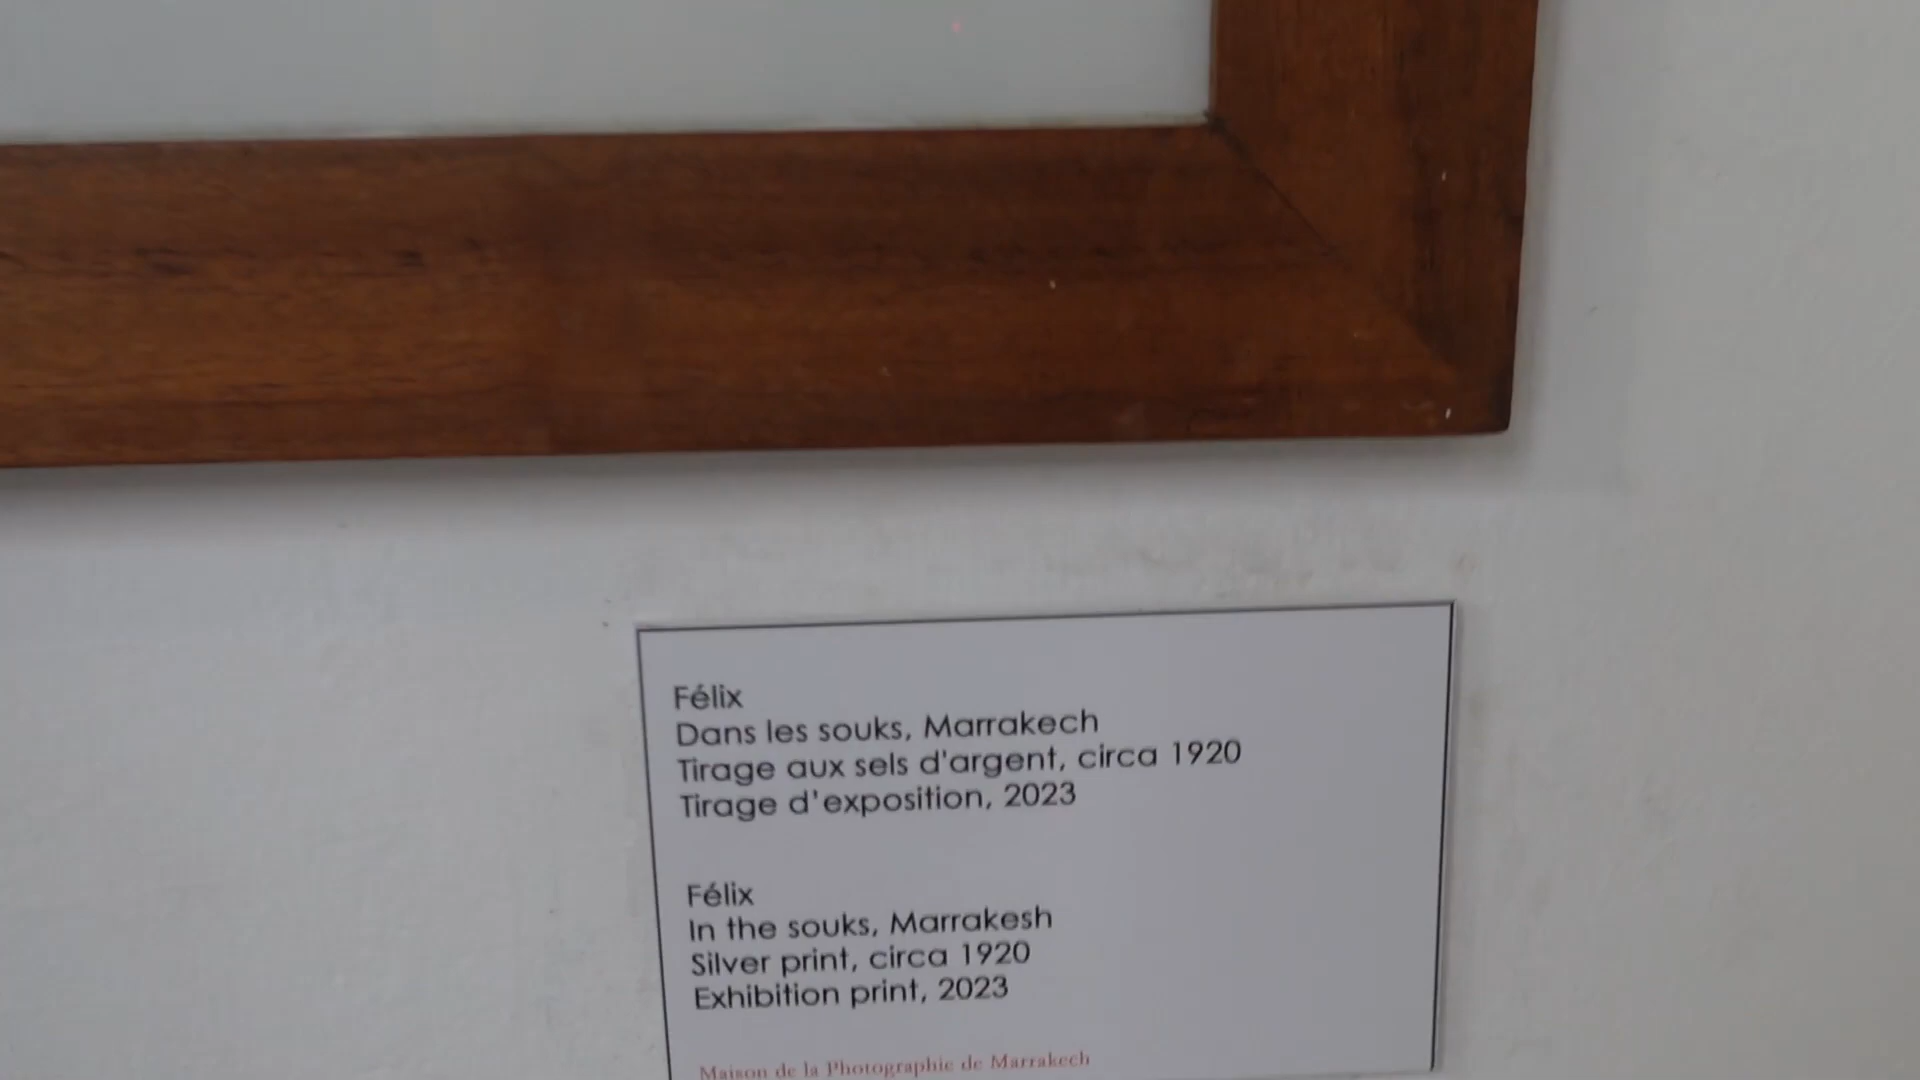 Félix
Dans les souks, Marrakech
Tirage aux sels d'argent, circa 1920
Tirage d'exposition, 2023
Félix
In the souks, Marrakesh
Silver print, circa 1920
Exhibition print, 2023
Maison de la Photographie de Marrakech